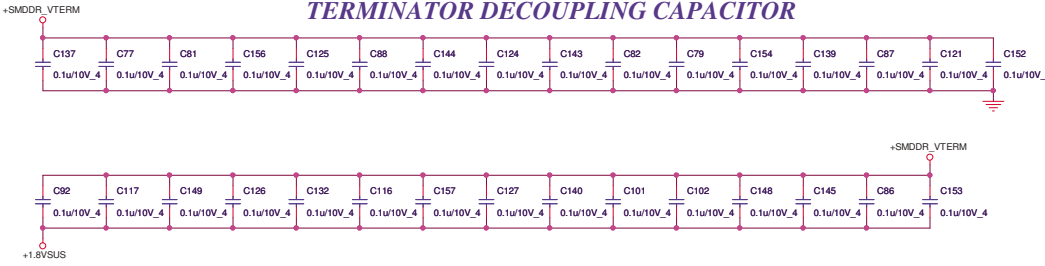 TERMINATOR DECOUPLING CAPACITOR
+SMDDR_VTERM
C137 C77 C81 C156 C125 C88 C144 C124 C143 C82 C79 C154 C139 C87 C121 C152
0.1u/10V_4 0.1u/10V_4 0.1u/10V_4 0.1u/10V_4 0.1u/10V_4 0.1u/10V_4 0.1u/10V_4 0.1u/10V_4 0.1u/10V_4 0.1u/10V_4 0.1u/10V_4 0.1u/10V_4 0.1u/10V_4 0.1u/10V_4 0.1u/10V_4 0.1u/10V_
+SMDDR_VTERM
C92 C117 C149 C126 C132 C116 C157 C127 C140 C101 C102 C148 C145 C86 C153
0.1u/10V_4 0.1u/10V_4 0.1u/10V_4 0.1u/10V_4 0.1u/10V_4 0.1u/10V_4 0.1u/10V_4 0.1u/10V_4 0.1u/10V_4 0.1u/10V_4 0.1u/10V_4 0.1u/10V_4 0.1u/10V_4 0.1u/10V_4 0.1u/10V_4
+1.8VSUS